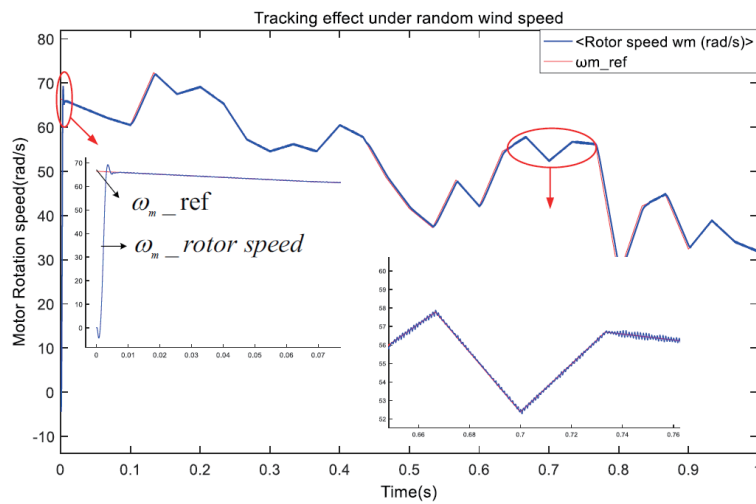 Tracking effect under random wind speed
<Rotor speed wm (rad/s)>
ωm_ref
Motor Rotation speed(rad/s)
80
70
60
50
40
30
20
10
0
-10
70
60
50
40
30
20
10
0
ωm_ref
ωm_rotor speed
0 0.01 0.02 0.03 0.04 0.05 0.06 0.07
60
59
58
57
56
55
54
53
52
0.66 0.68 0.7 0.72 0.74 0.76
0 0.1 0.2 0.3 0.4 0.5 0.6 0.7 0.8 0.9
Time(s)